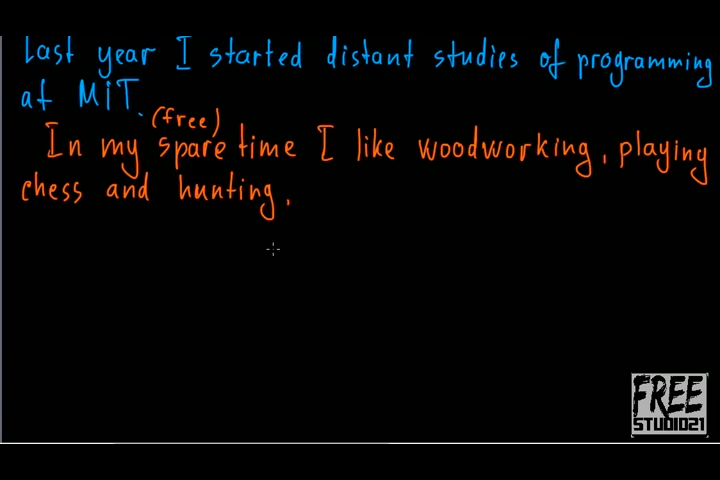 Last year I started distant studies of programming
at MiT.
(free)
In my spare time I like woodworking, playing
chess and hunting.
FREE
STUDIO21